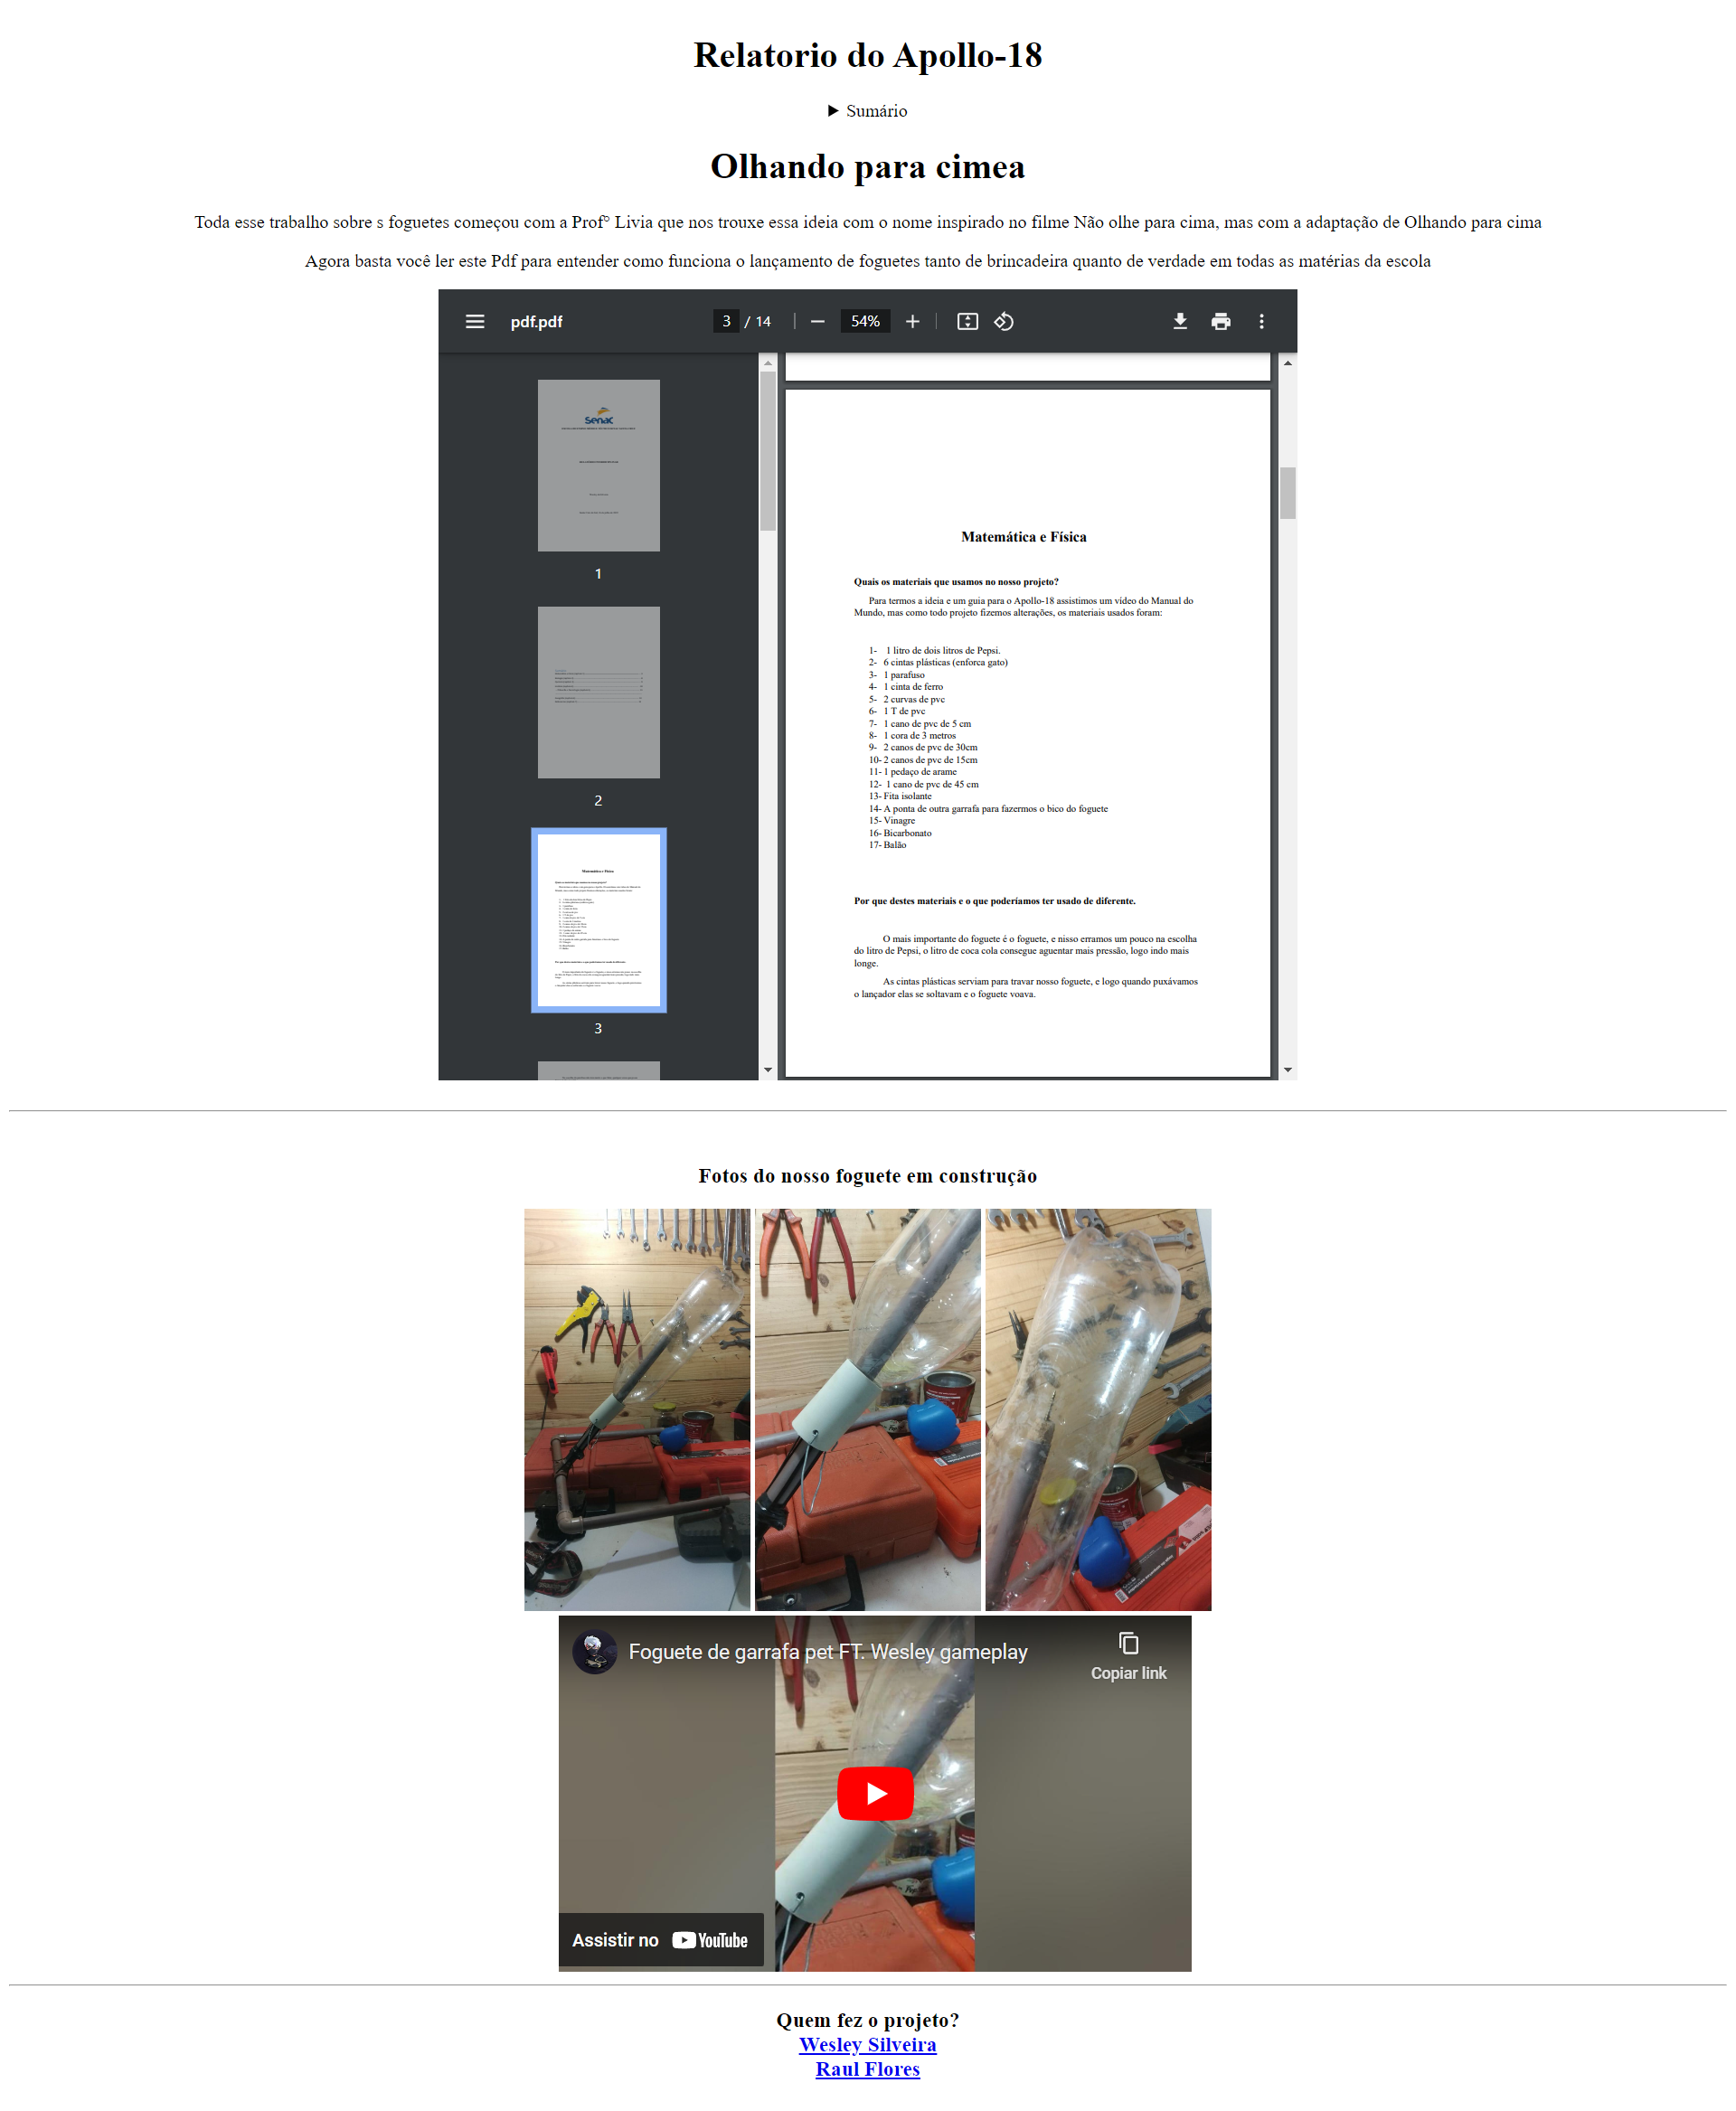 Relatorio do Apollo-18
Sumário
Olhando para cimea
Toda esse trabalho sobre s foguetes começou com a Prof° Livia que nos trouxe essa ideia com o nome inspirado no filme Não olhe para cima, mas com a adaptação de Olhando para cima
Agora basta você ler este Pdf para entender como funciona o lançamento de foguetes tanto de brincadeira quanto de verdade em todas as matérias da escola
pdf.pdf
3 / 14
54%
Senac
1
2
3
Matemática e Física
Quais os materiais que usamos no nosso projeto?
Para termos a ideia e um guia para o Apollo-18 assistimos um vídeo do Manual do
Mundo, mas como todo projeto fizemos alterações, os materiais usados foram:
1- 1 litro de dois litros de Pepsi.
2- 6 cintas plásticas (enforca gato)
3- 1 parafuso
4- 1 cinta de ferro
5- 2 curvas de pvc
6- 1 T de pvc
7- 1 cano de pvc de 5 cm
8- 1 cora de 3 metros
9- 2 canos de pvc de 30cm
10- 2 canos de pvc de 15cm
11- 1 pedaço de arame
12- 1 cano de pvc de 45 cm
13- Fita isolante
14- A ponta de outra garrafa para fazermos o bico do foguete
15- Vinagre
16- Bicarbonato
17- Balão
Por que destes materiais e o que poderíamos ter usado de diferente.
O mais importante do foguete é o foguete, e nisso erramos um pouco na escolha
do litro de Pepsi, o litro de coca cola consegue aguentar mais pressão, logo indo mais
longe.
As cintas plásticas serviam para travar nosso foguete, e logo quando puxávamos
o lançador elas se soltavam e o foguete voava.
Fotos do nosso foguete em construção
Foguete de garrafa pet FT. Wesley gameplay
Copiar link
Assistir no YouTube
Quem fez o projeto?
Wesley Silveira
Raul Flores